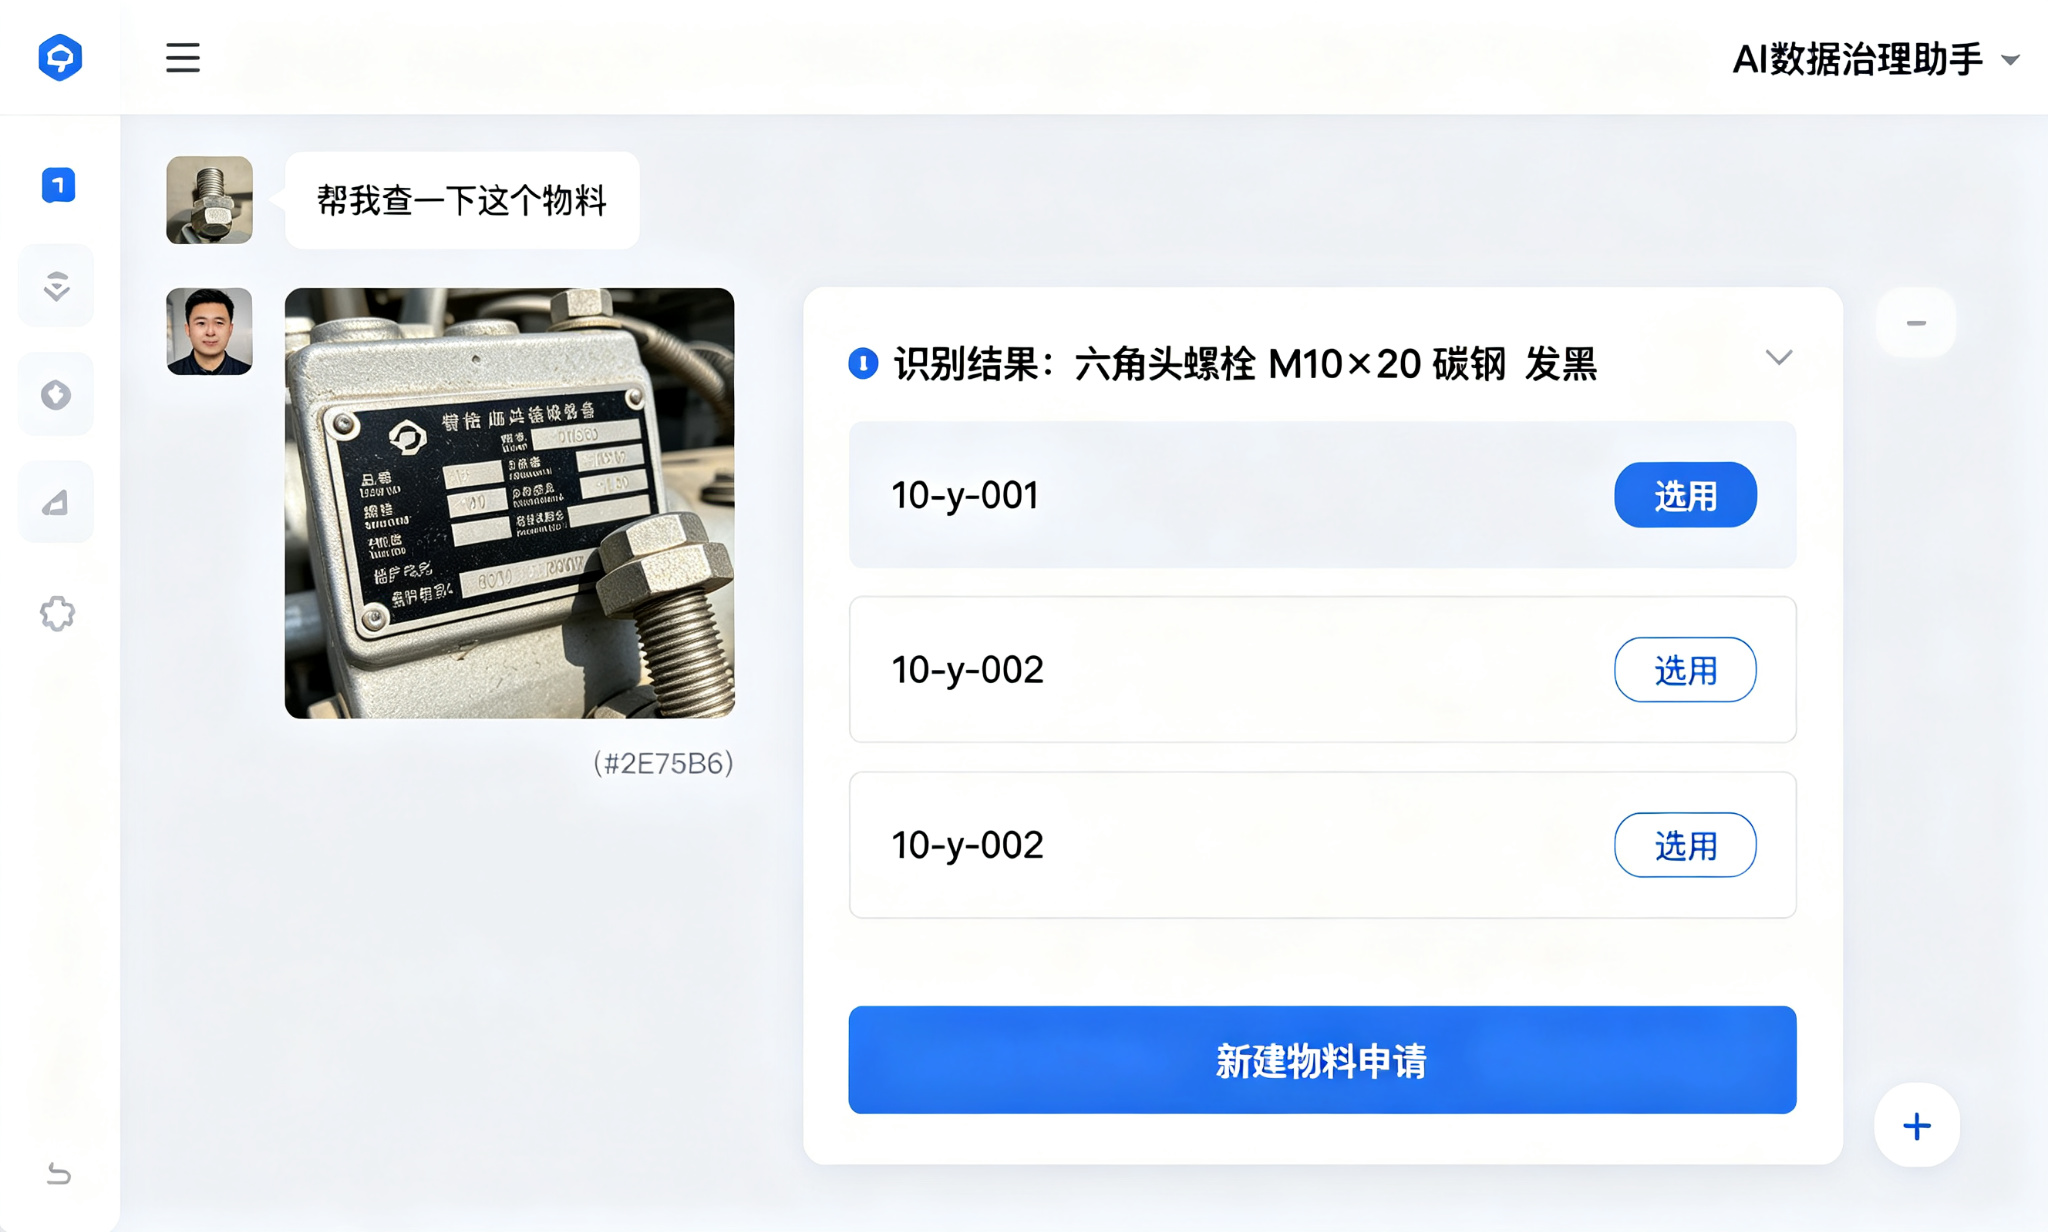 AI数据治理助手
帮我查一下这个物料
(#2E75B6)
识别结果：六角头螺栓 M10×20 碳钢 发黑
10-y-001
选用
10-y-002
选用
10-y-002
选用
新建物料申请